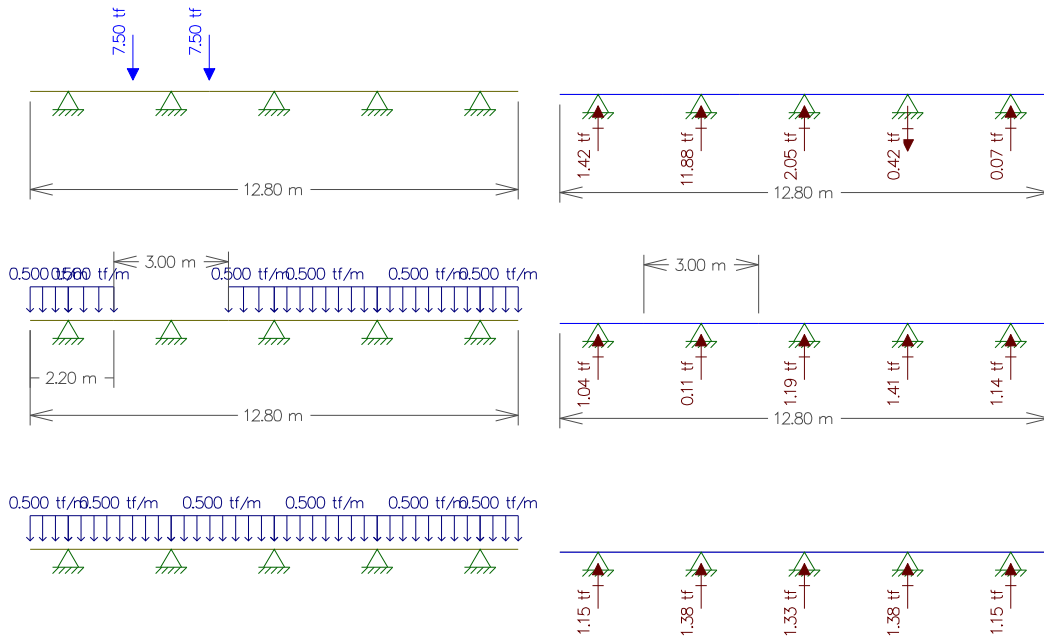 7.50 tf
7.50 tf
12.80 m
1.42 tf
11.88 tf
2.05 tf
0.42 tf
0.07 tf
12.80 m
3.00 m
0.500 tf/m
0.500 tf/m
0.500 tf/m
0.500 tf/m
0.500 tf/m
0.500 tf/m
2.20 m
12.80 m
3.00 m
1.04 tf
0.11 tf
1.19 tf
1.41 tf
1.14 tf
12.80 m
0.500 tf/m
0.500 tf/m
0.500 tf/m
0.500 tf/m
0.500 tf/m
0.500 tf/m
1.15 tf
1.38 tf
1.33 tf
1.38 tf
1.15 tf